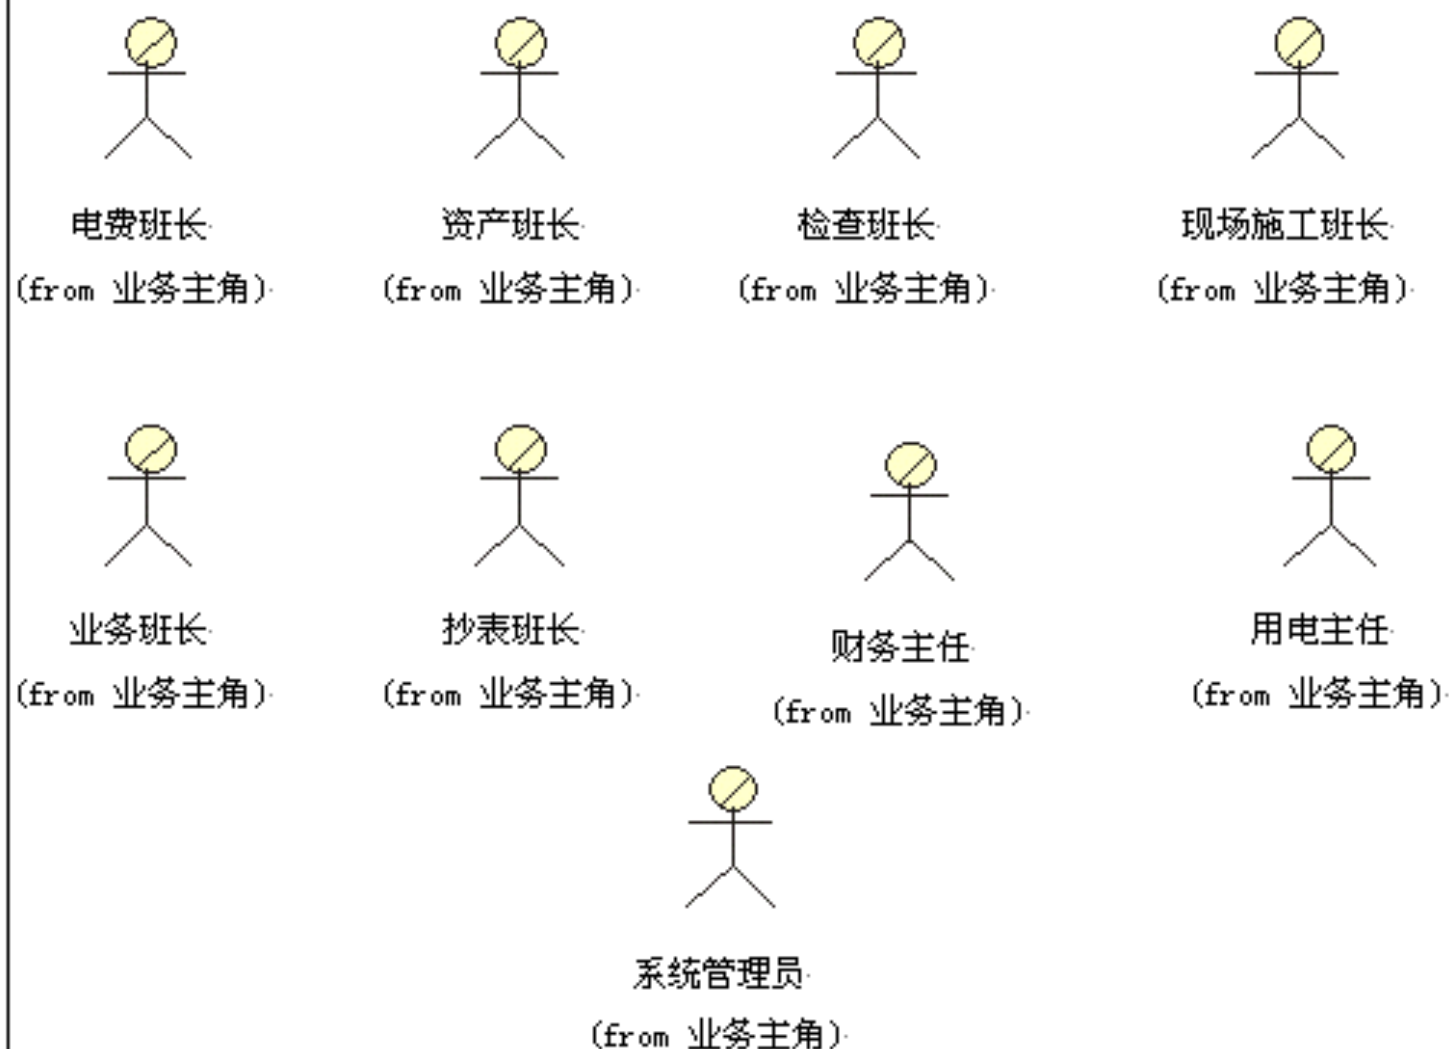 电费班长 资产班长 检查班长 现场施工班长
(from 业务主角) (from 业务主角) (from 业务主角) (from 业务主角)
业务班长 抄表班长 财务主任 用电主任
(from 业务主角) (from 业务主角) (from 业务主角) (from 业务主角)
系统管理员
(from 业务主角)